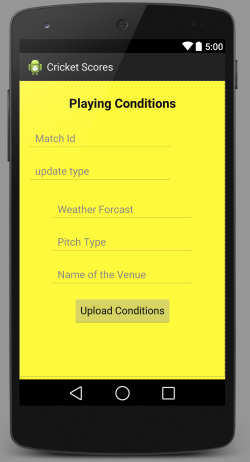 5:00
Cricket Scores
Playing Conditions
Match Id
update type
Weather Forcast
Pitch Type
Name of the Venue
Upload Conditions